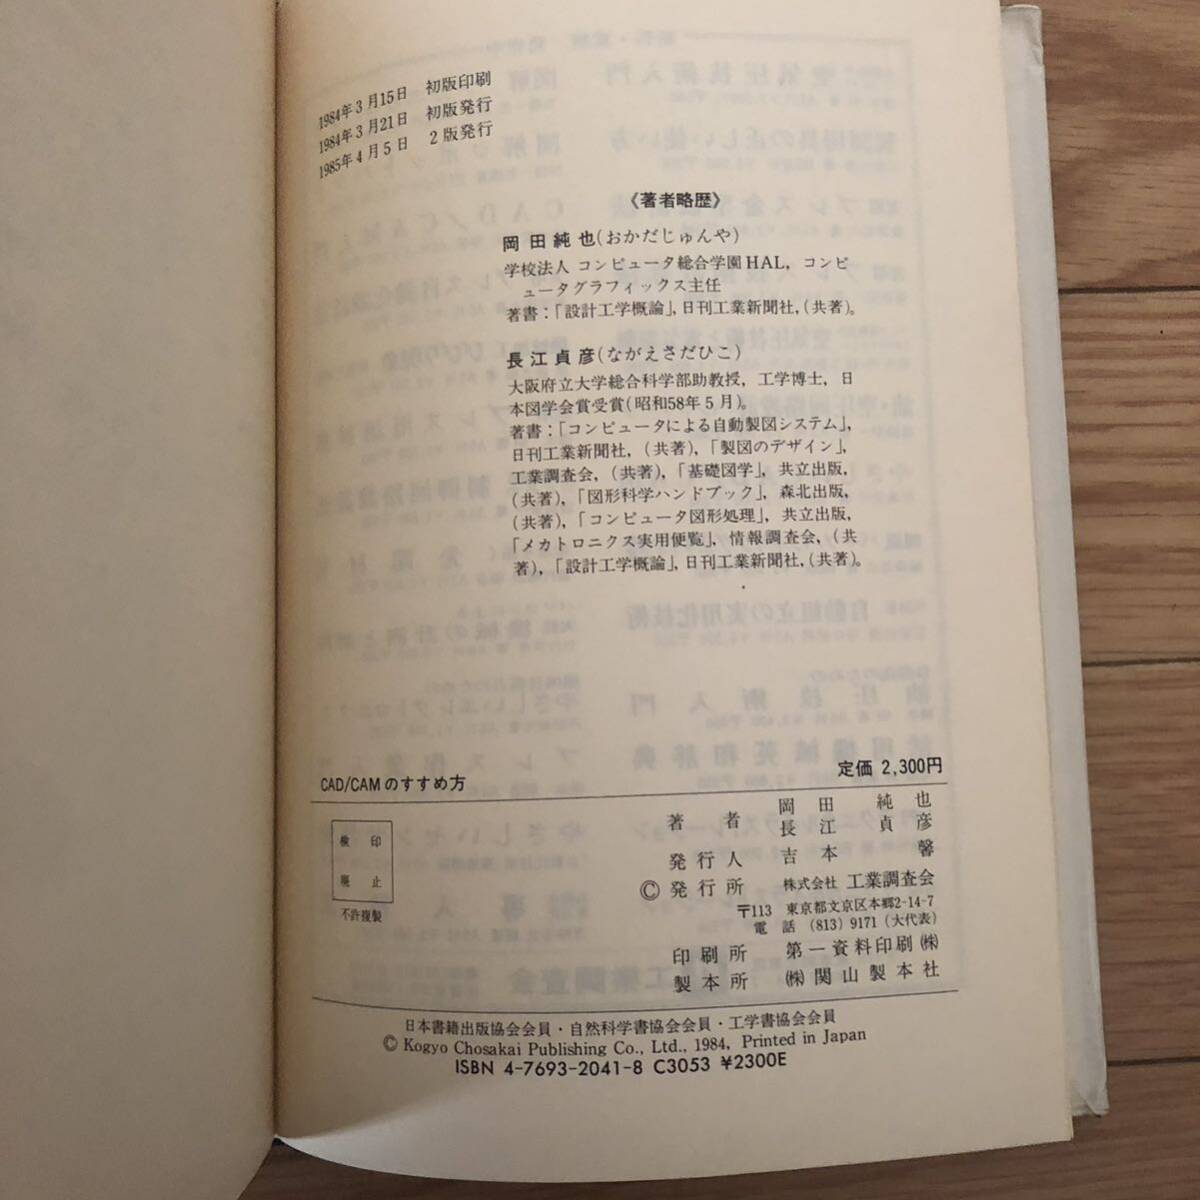 1984年3月15日　初版印刷
1984年3月21日　初版発行
1985年4月5日　2版発行
《著者略歴》
岡田純也(おかだじゅんや)
学校法人 コンピュータ総合学園HAL，コンピ
ュータグラフィックス主任
著書：「設計工学概論」，日刊工業新聞社，(共著)。
長江貞彦(ながえさだひこ)
大阪府立大学総合科学部助教授，工学博士，日
本図学会賞受賞(昭和58年5月)。
著書：「コンピュータによる自動製図システム」，
日刊工業新聞社，(共著)，「製図のデザイン」，
工業調査会，(共著)，「基礎図学」，共立出版，
(共著)，「図形科学ハンドブック」，森北出版，
(共著)，「コンピュータ図形処理」，共立出版，
「メカトロニクス実用便覧」，情報調査会，(共
著)，「設計工学概論」，日刊工業新聞社，(共著)。
CAD/CAMのすすめ方
定価 2,300円
検印
廃止
不許複製
著者　岡田純也
長江貞彦
発行人　吉本馨
©発行所　株式会社 工業調査会
〒113　東京都文京区本郷2-14-7
電話　(813) 9171 (大代表)
印刷所　第一資料印刷㈱
製本所　㈱関山製本社
日本書籍出版協会会員・自然科学書協会会員・工学書協会会員
© Kogyo Chosakai Publishing Co., Ltd., 1984, Printed in Japan
ISBN 4-7693-2041-8 C3053 ¥2300E